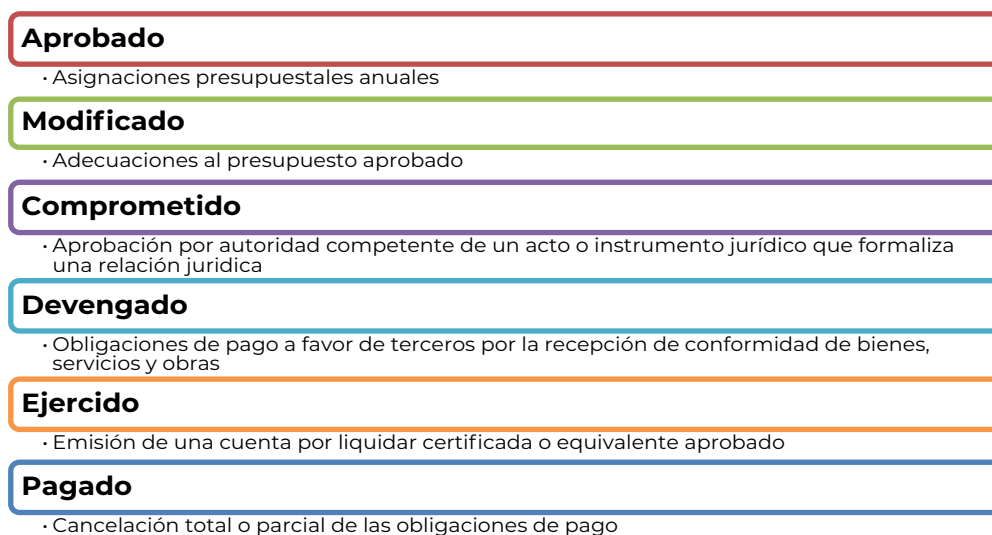 Aprobado
• Asignaciones presupuestales anuales
Modificado
• Adecuaciones al presupuesto aprobado
Comprometido
• Aprobación por autoridad competente de un acto o instrumento jurídico que formaliza
una relación juridica
Devengado
• Obligaciones de pago a favor de terceros por la recepción de conformidad de bienes,
servicios y obras
Ejercido
• Emisión de una cuenta por liquidar certificada o equivalente aprobado
Pagado
• Cancelación total o parcial de las obligaciones de pago